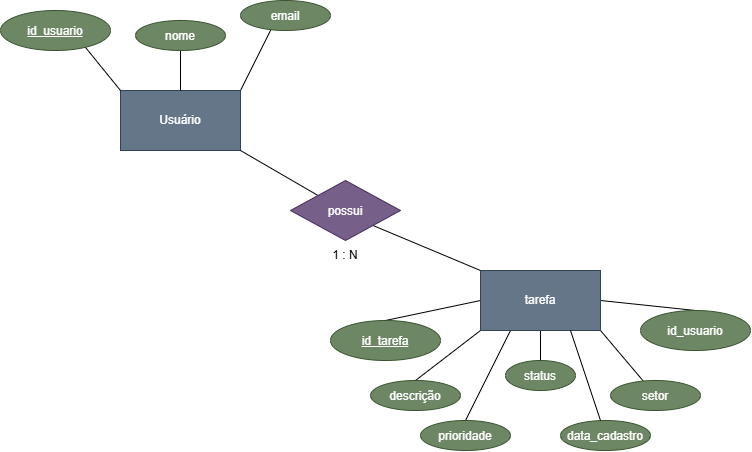 email
id_usuario
nome
Usuário
possui
1 : N
tarefa
id_usuario
id_tarefa
status
descrição
setor
prioridade
data_cadastro